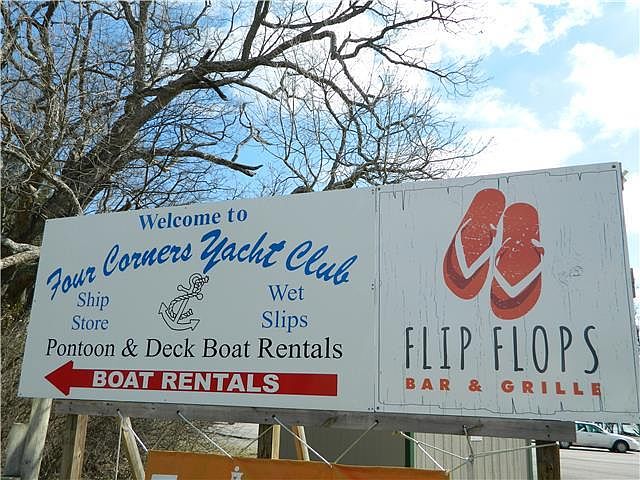 Welcome to
Four Corners Yacht Club
Ship
Store
Wet
Slips
Pontoon & Deck Boat Rentals
BOAT RENTALS
FLIP FLOPS
BAR & GRILLE